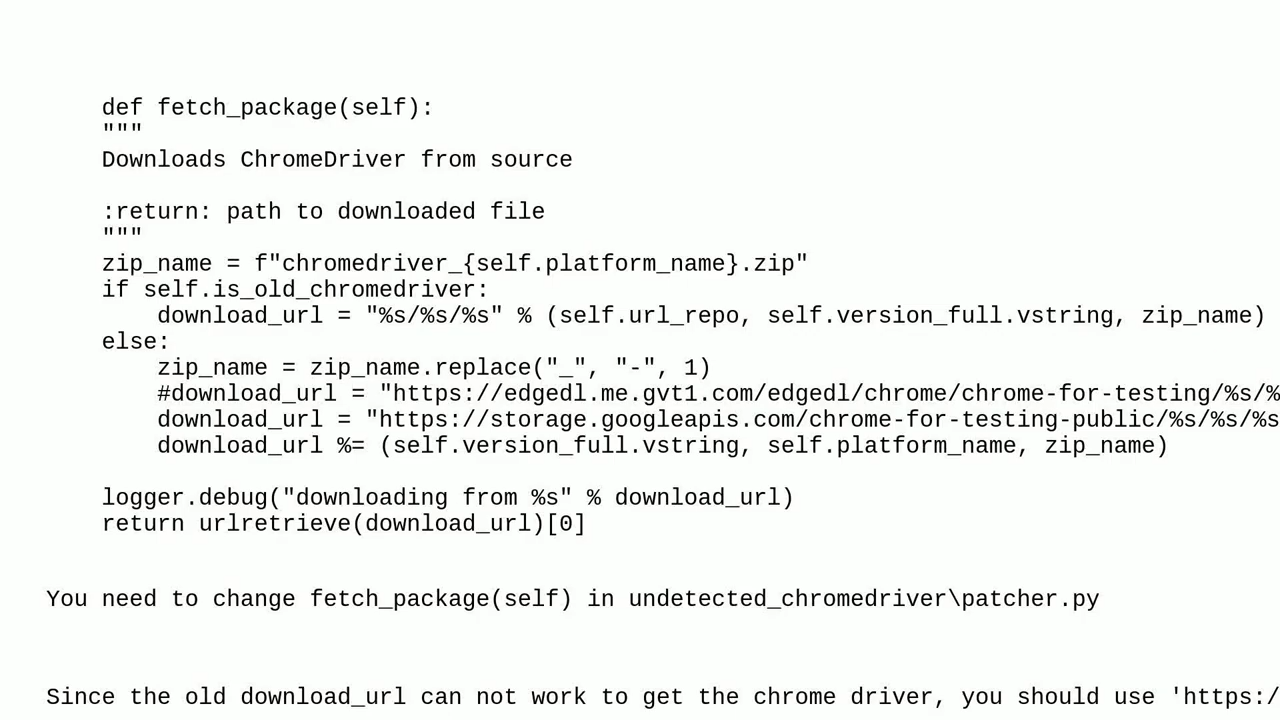 def fetch_package(self):
"""
Downloads ChromeDriver from source
:return: path to downloaded file
"""
zip_name = f"chromedriver_{self.platform_name}.zip"
if self.is_old_chromedriver:
download_url = "%s/%s/%s" % (self.url_repo, self.version_full.vstring, zip_name)
else:
zip_name = zip_name.replace("_", "-", 1)
#download_url = "https://edgedl.me.gvt1.com/edgedl/chrome/chrome-for-testing/%s/%
download_url = "https://storage.googleapis.com/chrome-for-testing-public/%s/%s/%s
download_url %= (self.version_full.vstring, self.platform_name, zip_name)
logger.debug("downloading from %s" % download_url)
return urlretrieve(download_url)[0]
You need to change fetch_package(self) in undetected_chromedriver\patcher.py
Since the old download_url can not work to get the chrome driver, you should use 'https:/